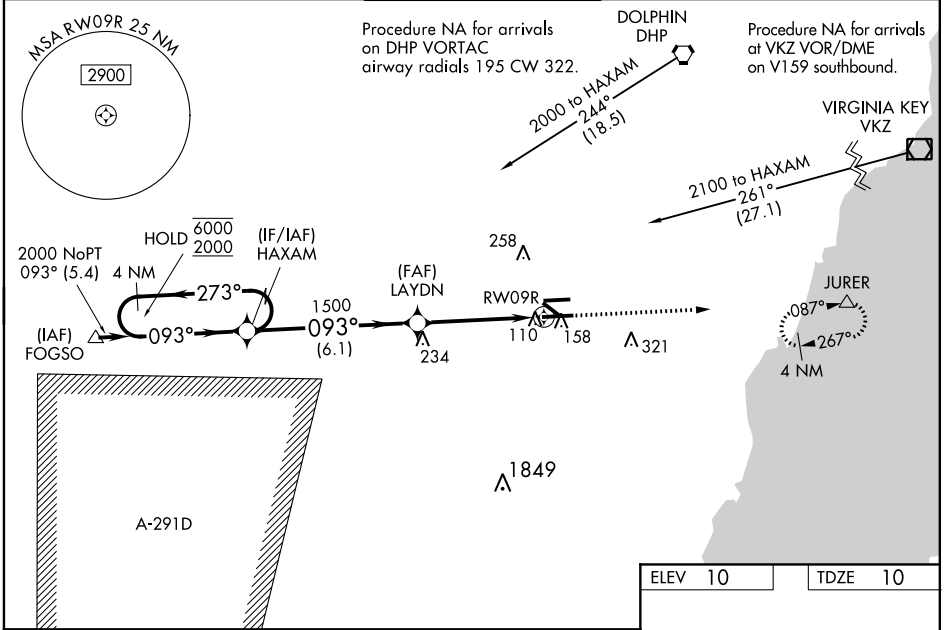 MSA RW09R 25 NM
2900
Procedure NA for arrivals
on DHP VORTAC
airway radials 195 CW 322.
DOLPHIN
DHP
Procedure NA for arrivals
at VKZ VOR/DME
on V159 southbound.
2000 to HAXAM
244°
(18.5)
VIRGINIA KEY
VKZ
2100 to HAXAM
261°
(27.1)
2000 NoPT
093° (5.4)
4 NM
HOLD
6000
2000
(IF/IAF)
HAXAM
273°
093°
(IAF)
FOGSO
1500
093°
(6.1)
(FAF)
LAYDN
234
258
RW09R
110
158
321
JURER
087°
267°
4 NM
1849
A-291D
ELEV 10
TDZE 10